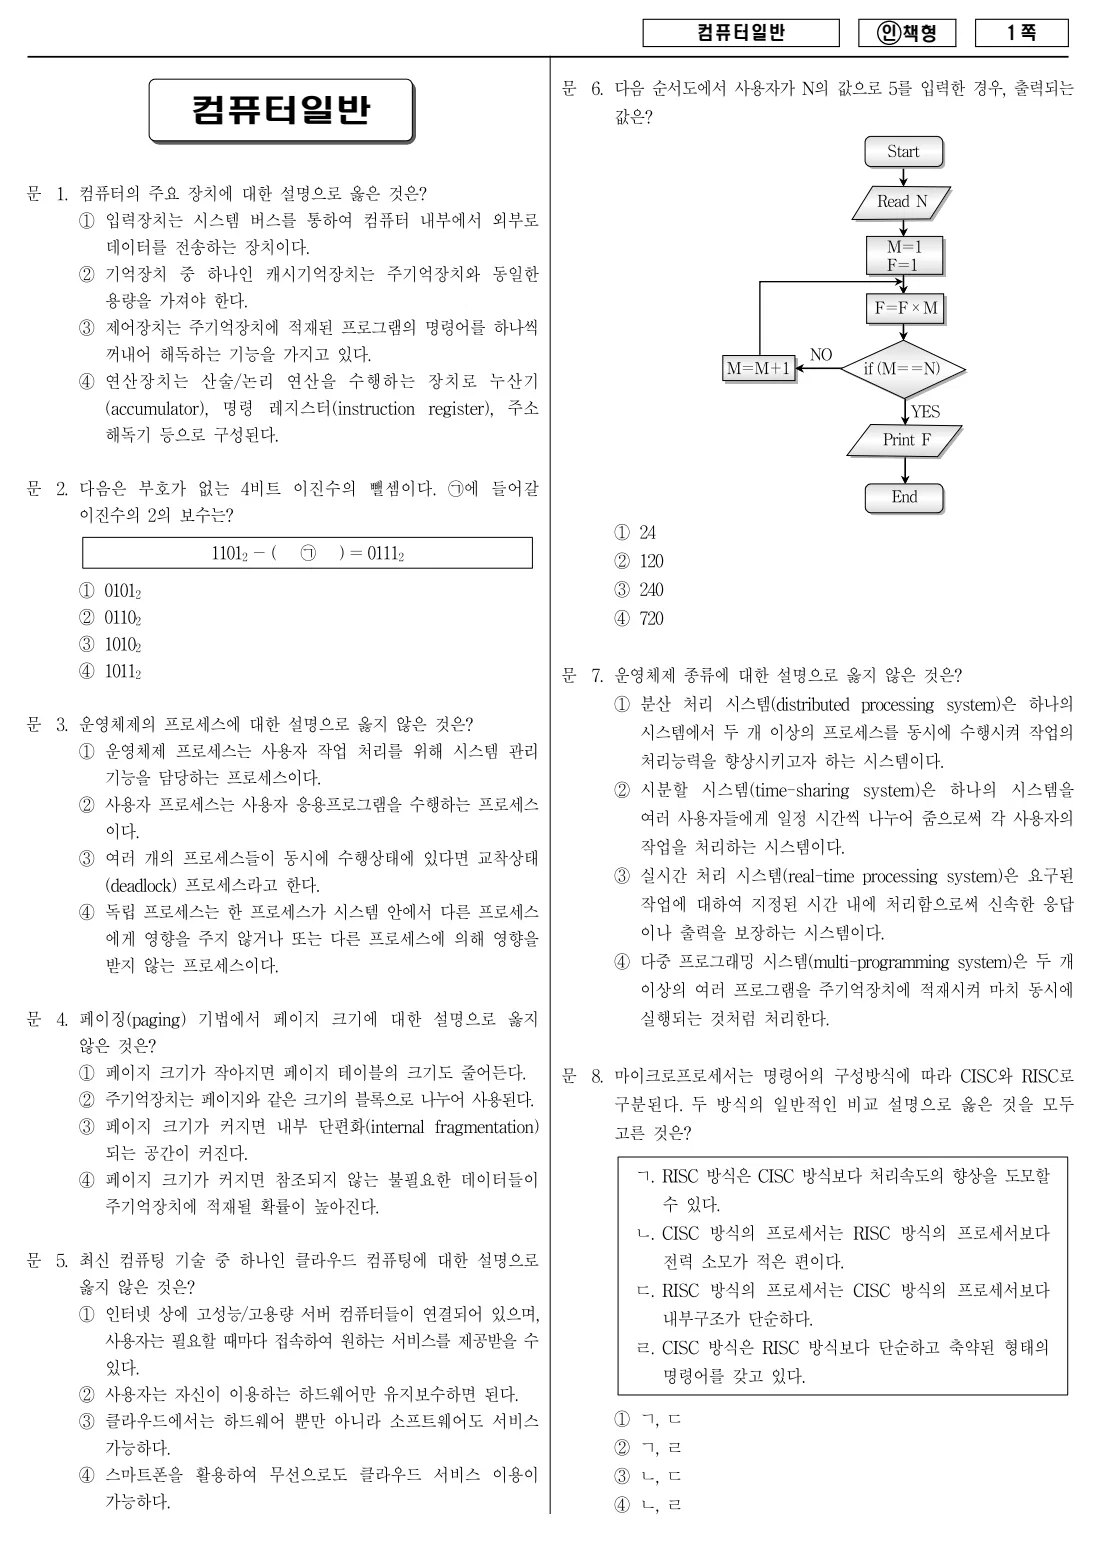 컴퓨터일반
인책형
1쪽
컴퓨터일반
문 1. 컴퓨터의 주요 장치에 대한 설명으로 옳은 것은?
① 입력장치는 시스템 버스를 통하여 컴퓨터 내부에서 외부로
데이터를 전송하는 장치이다.
② 기억장치 중 하나인 캐시기억장치는 주기억장치와 동일한
용량을 가져야 한다.
③ 제어장치는 주기억장치에 적재된 프로그램의 명령어를 하나씩
꺼내어 해독하는 기능을 가지고 있다.
④ 연산장치는 산술/논리 연산을 수행하는 장치로 누산기
(accumulator), 명령 레지스터(instruction register), 주소
해독기 등으로 구성된다.
문 2. 다음은 부호가 없는 4비트 이진수의 뺄셈이다. ㉠에 들어갈
이진수의 2의 보수는?
1101₂ − ( ㉠ ) = 0111₂
① 0101₂
② 0110₂
③ 1010₂
④ 1011₂
문 3. 운영체제의 프로세스에 대한 설명으로 옳지 않은 것은?
① 운영체제 프로세스는 사용자 작업 처리를 위해 시스템 관리
기능을 담당하는 프로세스이다.
② 사용자 프로세스는 사용자 응용프로그램을 수행하는 프로세스
이다.
③ 여러 개의 프로세스들이 동시에 수행상태에 있다면 교착상태
(deadlock) 프로세스라고 한다.
④ 독립 프로세스는 한 프로세스가 시스템 안에서 다른 프로세스
에게 영향을 주지 않거나 또는 다른 프로세스에 의해 영향을
받지 않는 프로세스이다.
문 4. 페이징(paging) 기법에서 페이지 크기에 대한 설명으로 옳지
않은 것은?
① 페이지 크기가 작아지면 페이지 테이블의 크기도 줄어든다.
② 주기억장치는 페이지와 같은 크기의 블록으로 나누어 사용된다.
③ 페이지 크기가 커지면 내부 단편화(internal fragmentation)
되는 공간이 커진다.
④ 페이지 크기가 커지면 참조되지 않는 불필요한 데이터들이
주기억장치에 적재될 확률이 높아진다.
문 5. 최신 컴퓨팅 기술 중 하나인 클라우드 컴퓨팅에 대한 설명으로
옳지 않은 것은?
① 인터넷 상에 고성능/고용량 서버 컴퓨터들이 연결되어 있으며,
사용자는 필요할 때마다 접속하여 원하는 서비스를 제공받을 수
있다.
② 사용자는 자신이 이용하는 하드웨어만 유지보수하면 된다.
③ 클라우드에서는 하드웨어 뿐만 아니라 소프트웨어도 서비스
가능하다.
④ 스마트폰을 활용하여 무선으로도 클라우드 서비스 이용이
가능하다.
문 6. 다음 순서도에서 사용자가 N의 값으로 5를 입력한 경우, 출력되는
값은?
Start
Read N
M=1
F=1
F=F×M
if (M==N)
NO
M=M+1
YES
Print F
End
① 24
② 120
③ 240
④ 720
문 7. 운영체제 종류에 대한 설명으로 옳지 않은 것은?
① 분산 처리 시스템(distributed processing system)은 하나의
시스템에서 두 개 이상의 프로세스를 동시에 수행시켜 작업의
처리능력을 향상시키고자 하는 시스템이다.
② 시분할 시스템(time-sharing system)은 하나의 시스템을
여러 사용자들에게 일정 시간씩 나누어 줌으로써 각 사용자의
작업을 처리하는 시스템이다.
③ 실시간 처리 시스템(real-time processing system)은 요구된
작업에 대하여 지정된 시간 내에 처리함으로써 신속한 응답
이나 출력을 보장하는 시스템이다.
④ 다중 프로그래밍 시스템(multi-programming system)은 두 개
이상의 여러 프로그램을 주기억장치에 적재시켜 마치 동시에
실행되는 것처럼 처리한다.
문 8. 마이크로프로세서는 명령어의 구성방식에 따라 CISC와 RISC로
구분된다. 두 방식의 일반적인 비교 설명으로 옳은 것을 모두
고른 것은?
ㄱ. RISC 방식은 CISC 방식보다 처리속도의 향상을 도모할
수 있다.
ㄴ. CISC 방식의 프로세서는 RISC 방식의 프로세서보다
전력 소모가 적은 편이다.
ㄷ. RISC 방식의 프로세서는 CISC 방식의 프로세서보다
내부구조가 단순하다.
ㄹ. CISC 방식은 RISC 방식보다 단순하고 축약된 형태의
명령어를 갖고 있다.
① ㄱ, ㄷ
② ㄱ, ㄹ
③ ㄴ, ㄷ
④ ㄴ, ㄹ